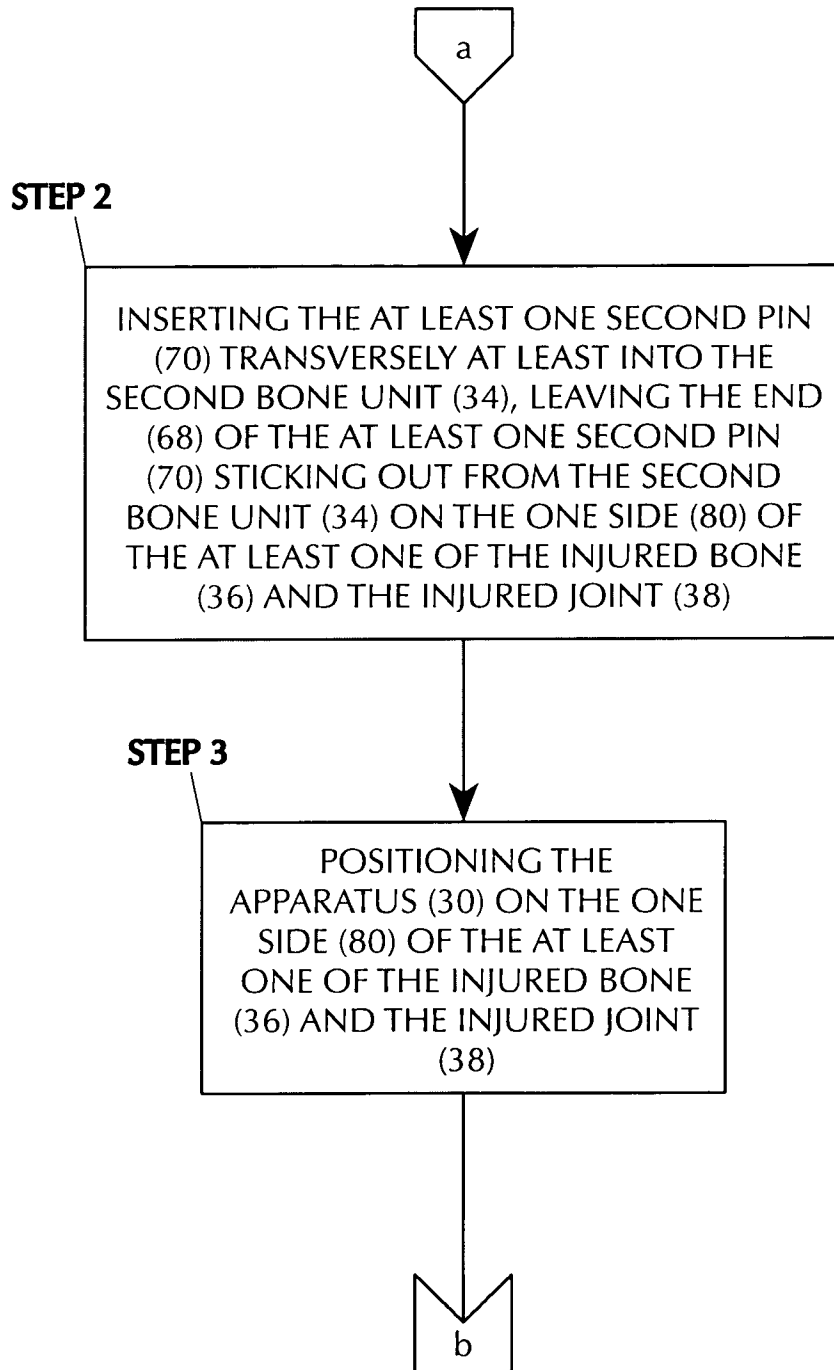 a
STEP 2
INSERTING THE AT LEAST ONE SECOND PIN
(70) TRANSVERSELY AT LEAST INTO THE
SECOND BONE UNIT (34), LEAVING THE END
(68) OF THE AT LEAST ONE SECOND PIN
(70) STICKING OUT FROM THE SECOND
BONE UNIT (34) ON THE ONE SIDE (80) OF
THE AT LEAST ONE OF THE INJURED BONE
(36) AND THE INJURED JOINT (38)
STEP 3
POSITIONING THE
APPARATUS (30) ON THE ONE
SIDE (80) OF THE AT LEAST
ONE OF THE INJURED BONE
(36) AND THE INJURED JOINT
(38)
b